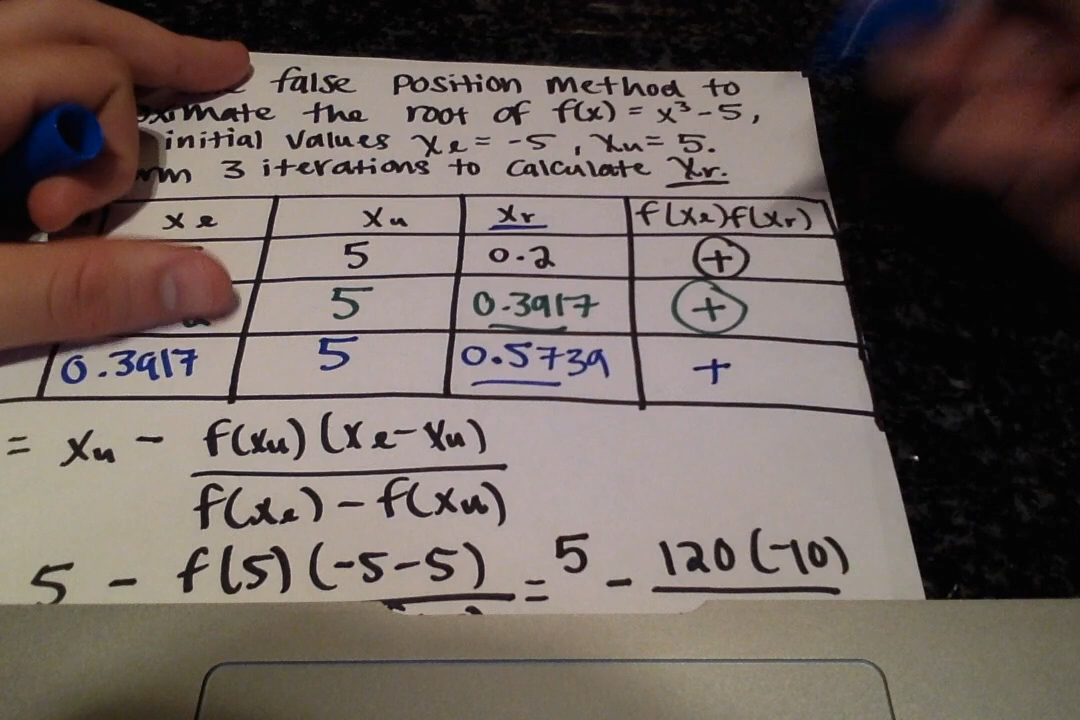 false position method to
the root of f(x) = x³ - 5,
initial values xℓ = -5, xu = 5.
3 iterations to calculate xr.
xℓ xu xr f(xℓ)f(xr)
5 0.2 +
5 0.3917 +
0.3917 5 0.5739 +
= xu - f(xu)(xℓ-xu)
f(xℓ) - f(xu)
5 - f(5)(-5-5) = 5 - 120(-10)